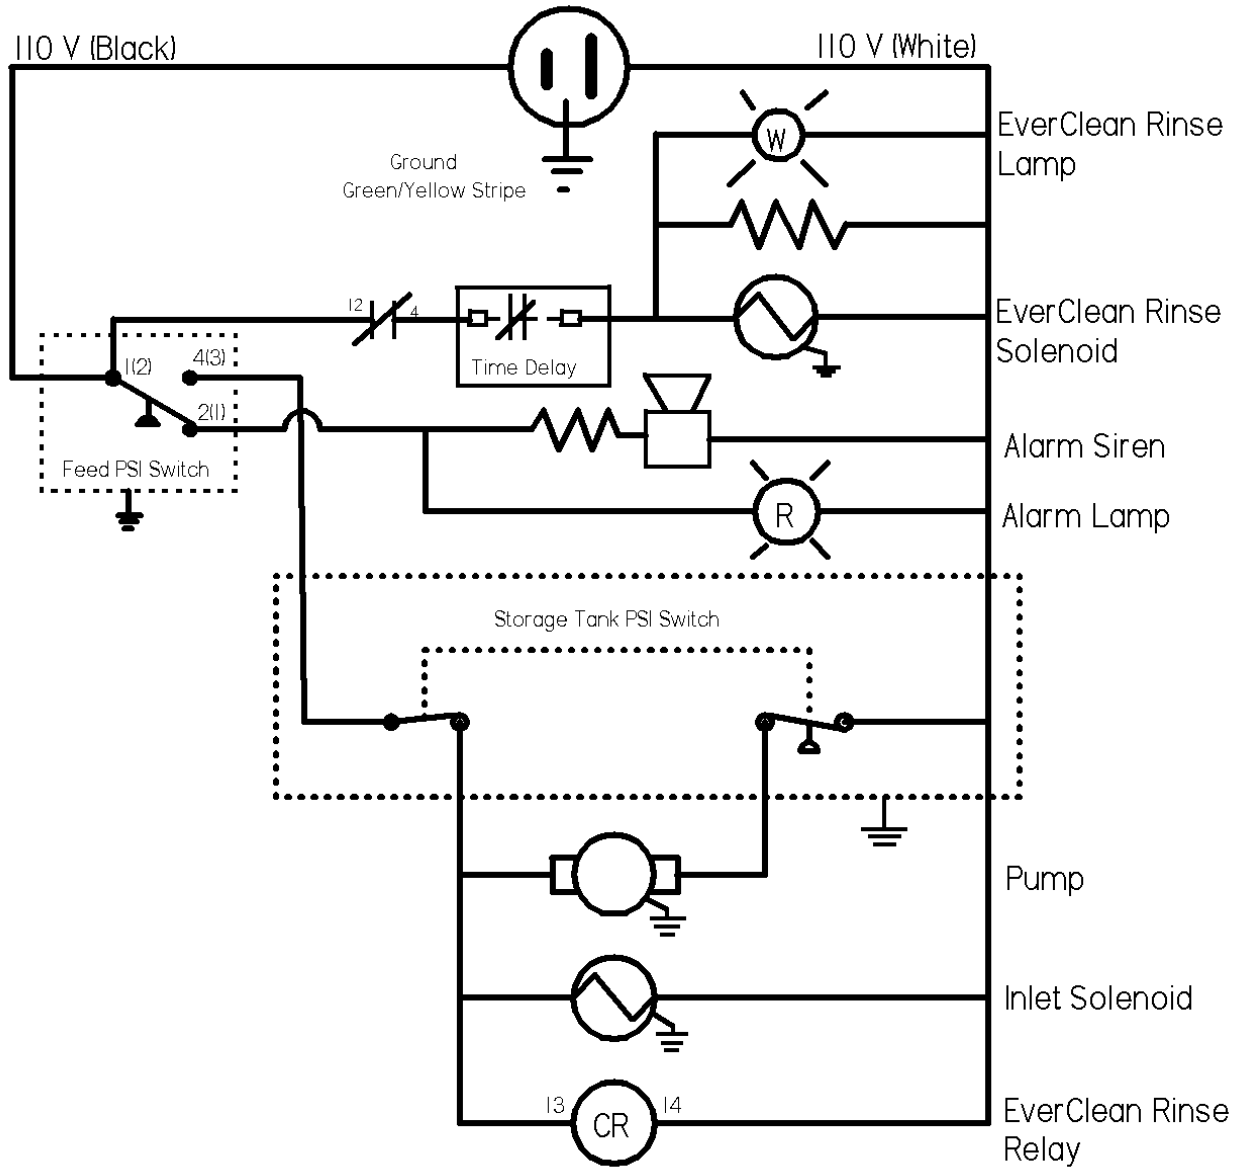 110 V (Black)
110 V (White)
EverClean Rinse
Lamp
W
Ground
Green/Yellow Stripe
12
4
Time Delay
EverClean Rinse
Solenoid
1(2)
4(3)
2(1)
Feed PSI Switch
Alarm Siren
R
Alarm Lamp
Storage Tank PSI Switch
Pump
Inlet Solenoid
13
CR
14
EverClean Rinse
Relay